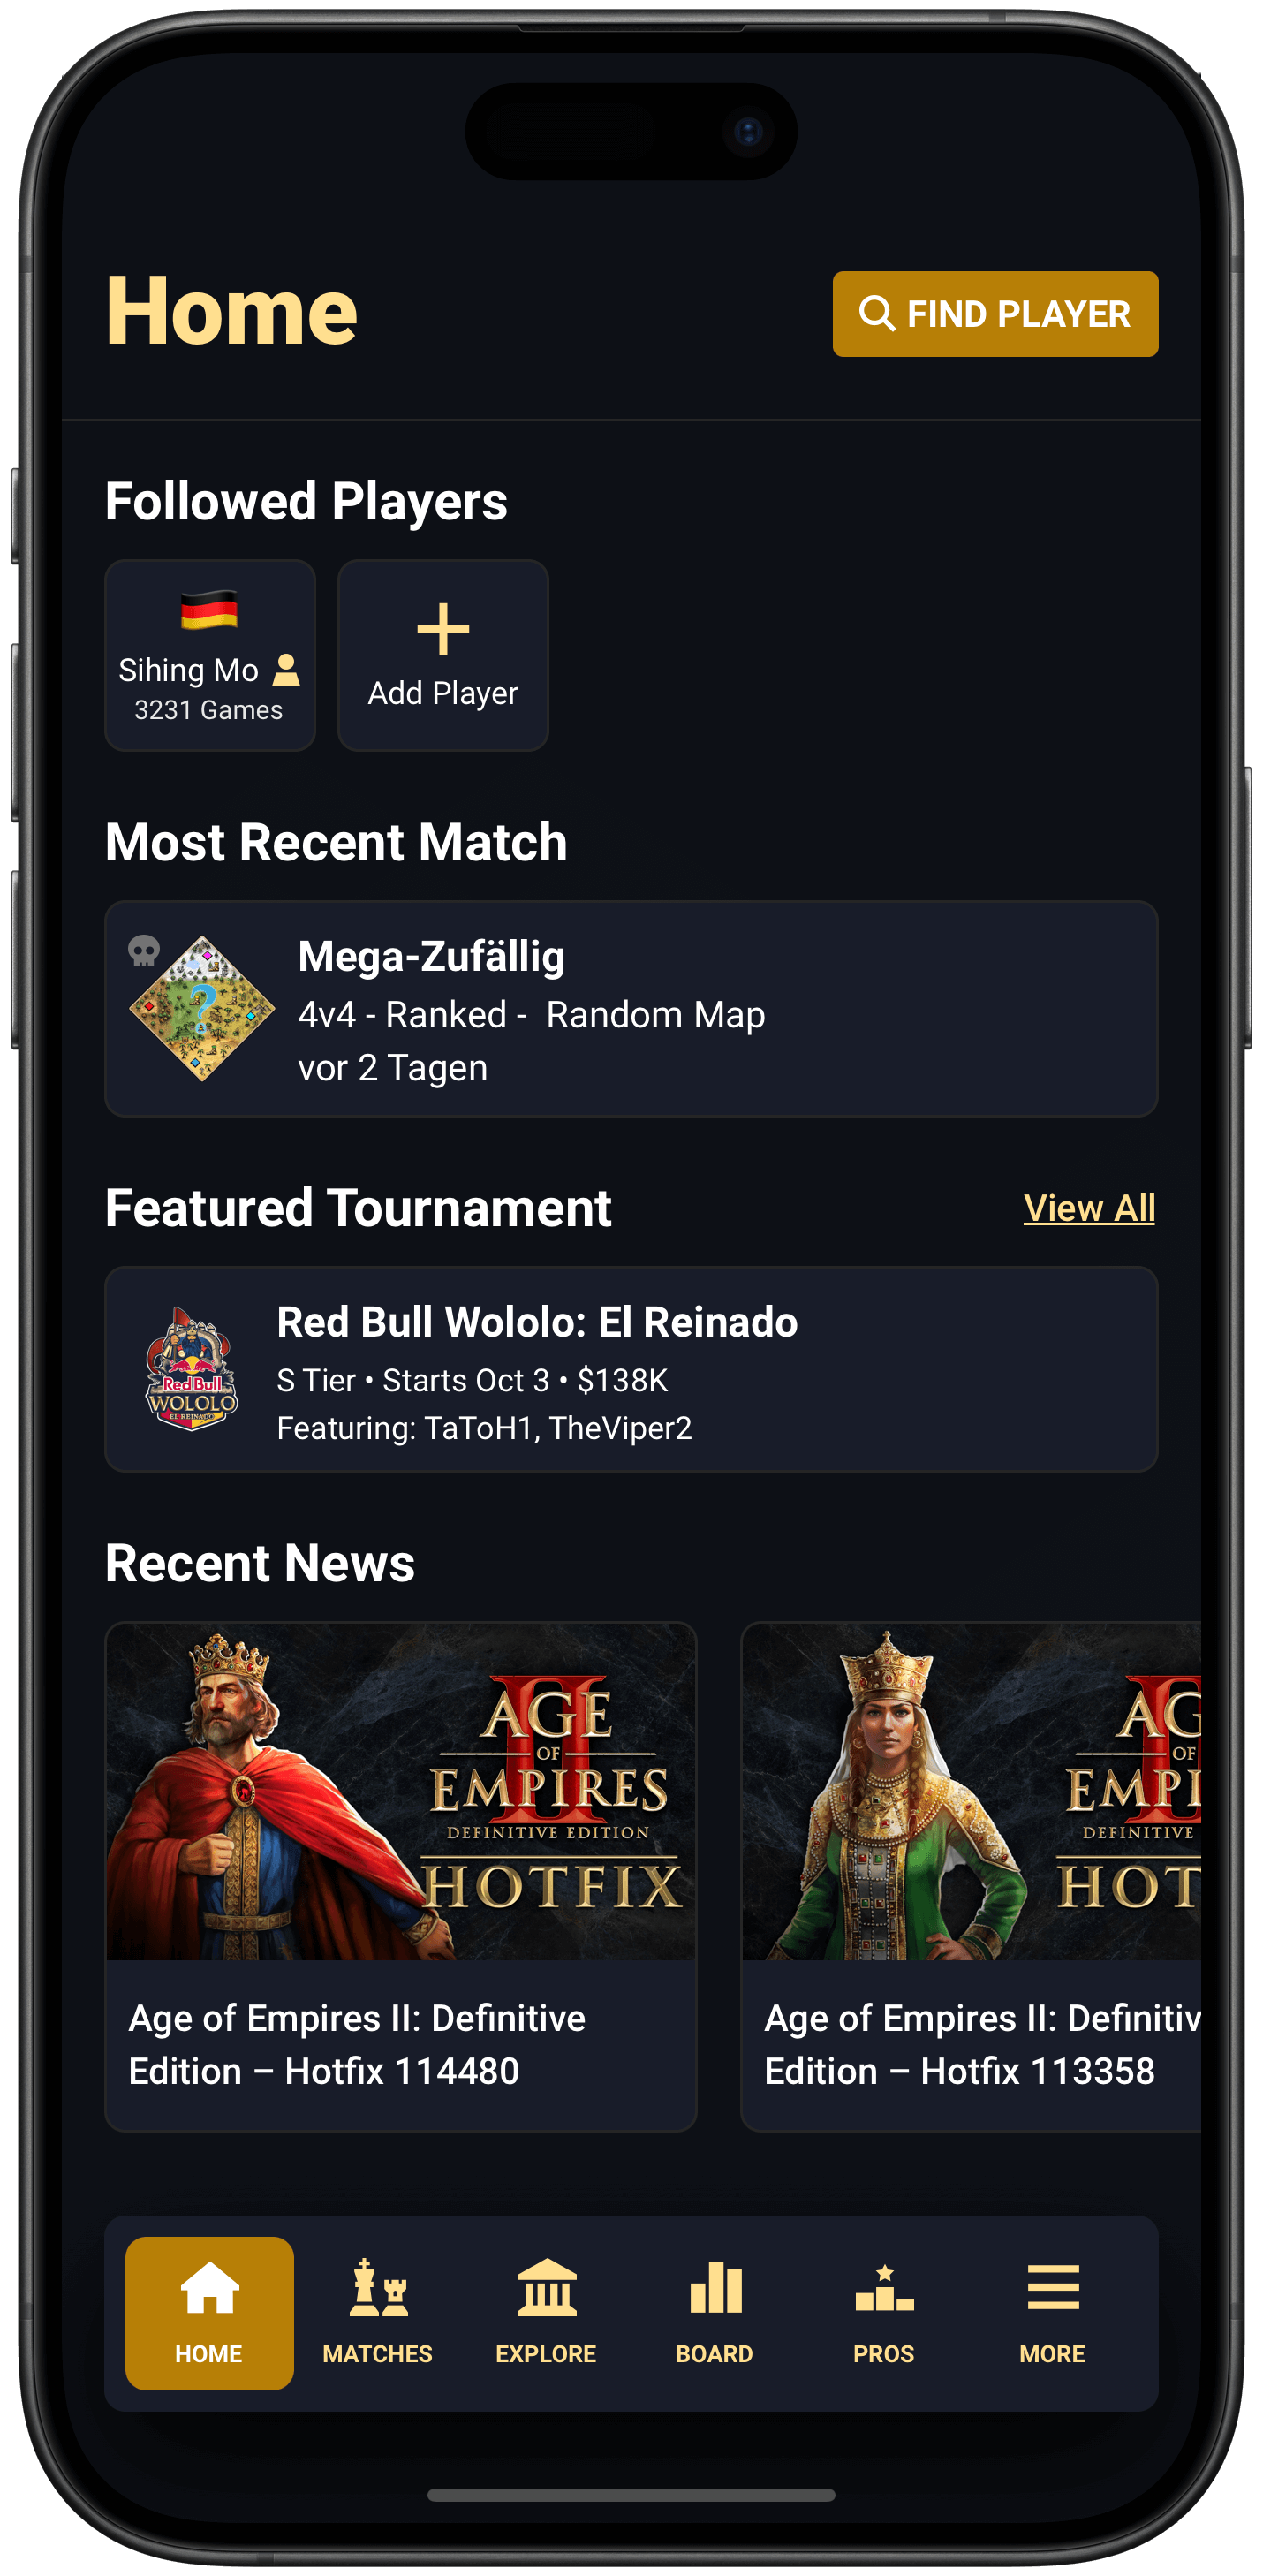 Home
FIND PLAYER
Followed Players
Sihing Mo
3231 Games
Add Player
Most Recent Match
Mega-Zufällig
4v4 - Ranked - Random Map
vor 2 Tagen
Featured Tournament
View All
Red Bull
WOLOLO
EL REINADO
Red Bull Wololo: El Reinado
S Tier • Starts Oct 3 • $138K
Featuring: TaToH1, TheViper2
Recent News
II
AGE
OF
EMPIRES
DEFINITIVE EDITION
HOTFIX
Age of Empires II: Definitive
Edition – Hotfix 114480
AG
OF
EMPI
DEFINITIVE
HOT
Age of Empires II: Definitiv
Edition – Hotfix 113358
HOME
MATCHES
EXPLORE
BOARD
PROS
MORE